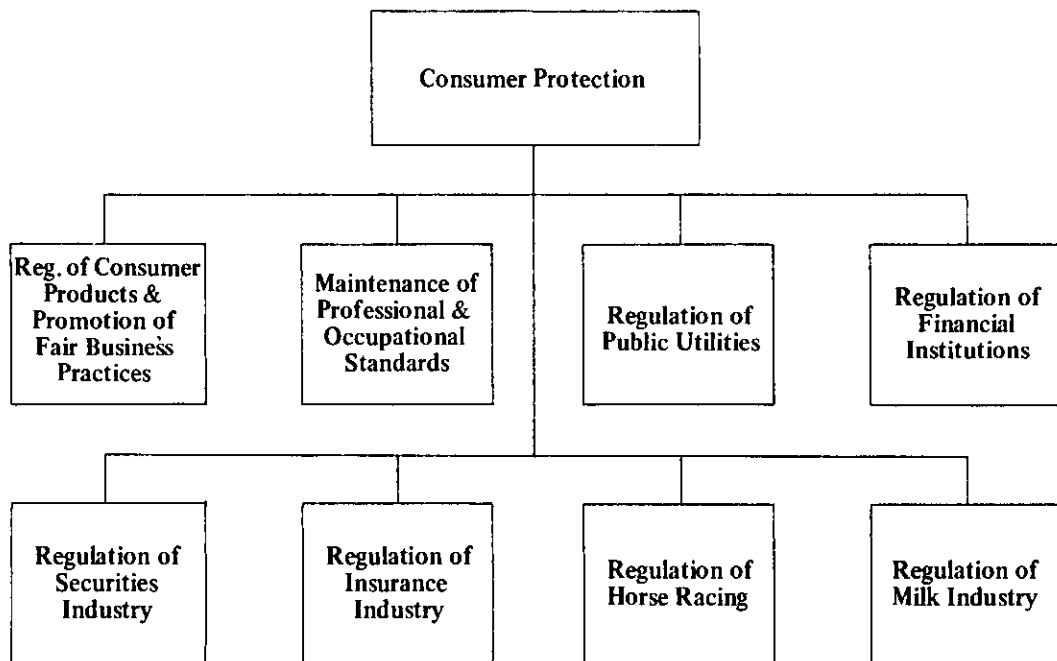 Consumer Protection
Reg. of Consumer
Products &
Promotion of
Fair Business
Practices
Maintenance of
Professional &
Occupational
Standards
Regulation of
Public Utilities
Regulation of
Financial
Institutions
Regulation of
Securities
Industry
Regulation of
Insurance
Industry
Regulation of
Horse Racing
Regulation of
Milk Industry